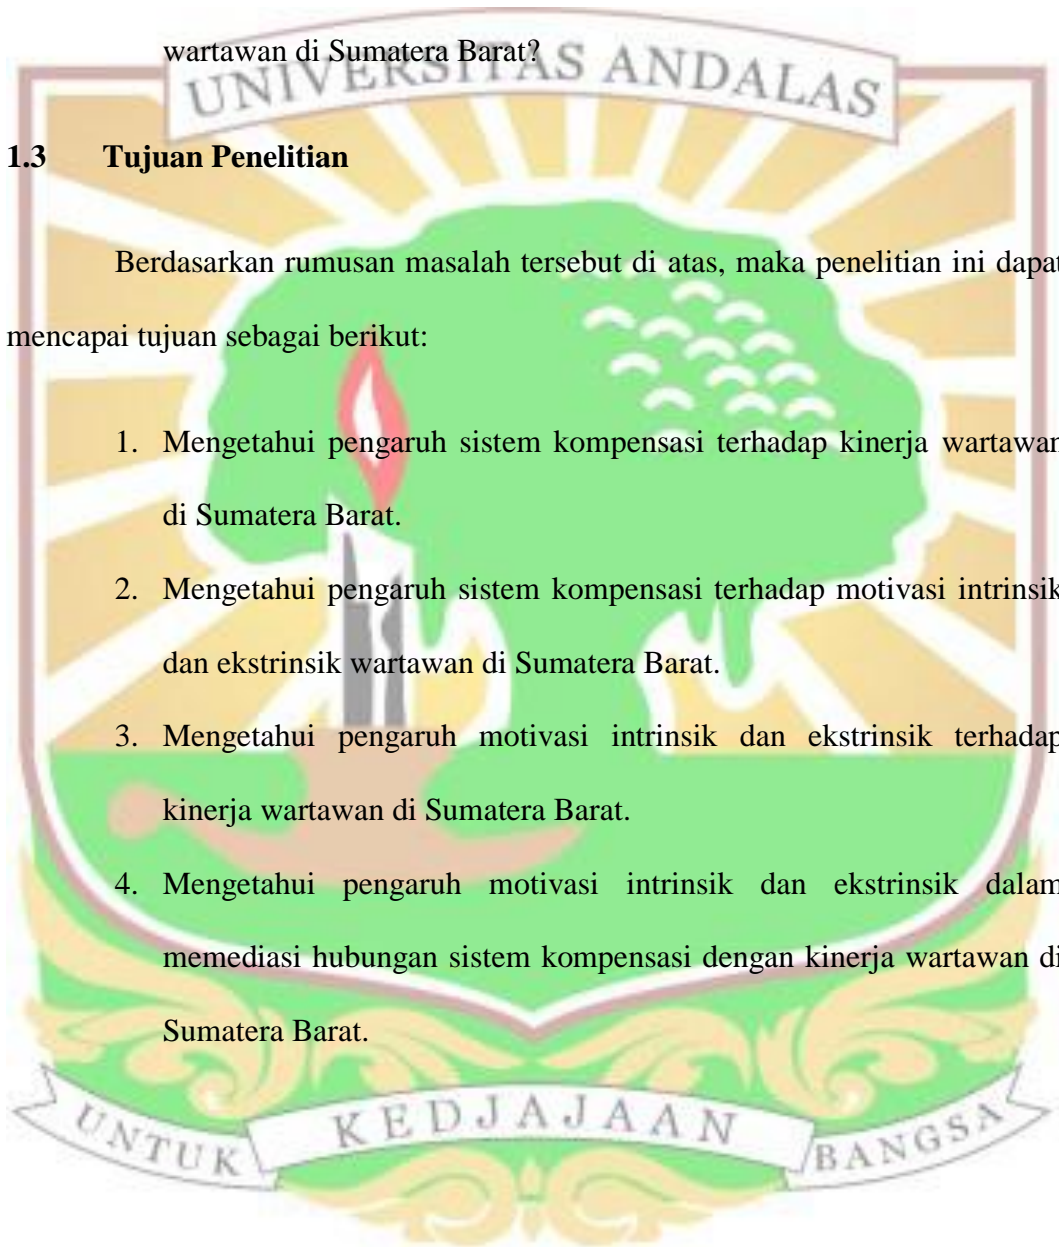 wartawan di Sumatera Barat?
UNIVERSITAS ANDALAS
1.3 Tujuan Penelitian
Berdasarkan rumusan masalah tersebut di atas, maka penelitian ini dapat
mencapai tujuan sebagai berikut:
1. Mengetahui pengaruh sistem kompensasi terhadap kinerja wartawan
di Sumatera Barat.
2. Mengetahui pengaruh sistem kompensasi terhadap motivasi intrinsik
dan ekstrinsik wartawan di Sumatera Barat.
3. Mengetahui pengaruh motivasi intrinsik dan ekstrinsik terhadap
kinerja wartawan di Sumatera Barat.
4. Mengetahui pengaruh motivasi intrinsik dan ekstrinsik dalam
memediasi hubungan sistem kompensasi dengan kinerja wartawan di
Sumatera Barat.
UNTUK KEDJAJAAN BANGSA